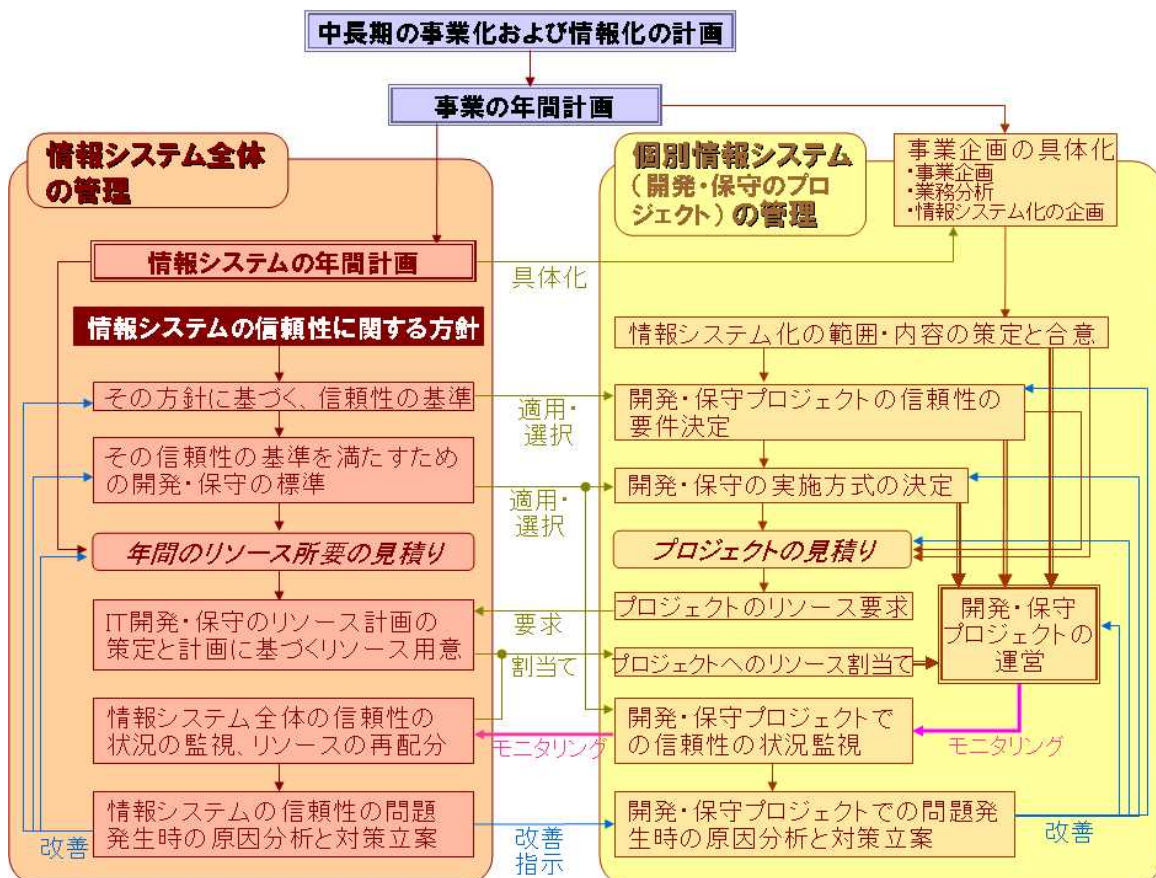 中長期の事業化および情報化の計画
事業の年間計画
情報システム全体
の管理
個別情報システム
(開発・保守のプロ
ジェクト)の管理
事業企画の具体化
・事業企画
・業務分析
・情報システム化の企画
情報システムの年間計画
具体化
情報システムの信頼性に関する方針
情報システム化の範囲・内容の策定と合意
その方針に基づく、信頼性の基準
適用・
選択
開発・保守プロジェクトの信頼性の
要件決定
その信頼性の基準を満たすため
の開発・保守の標準
適用・
選択
開発・保守の実施方式の決定
年間のリソース所要の見積り
プロジェクトの見積り
IT開発・保守のリソース計画の
策定と計画に基づくリソース用意
要求
割当て
プロジェクトのリソース要求
プロジェクトへのリソース割当て
開発・保守
プロジェクトの
運営
情報システム全体の信頼性の
状況の監視、リソースの再配分
モニタリング
開発・保守プロジェクトで
の信頼性の状況監視
モニタリング
情報システムの信頼性の問題
発生時の原因分析と対策立案
改善
改善
指示
開発・保守プロジェクトでの問題発
生時の原因分析と対策立案
改善